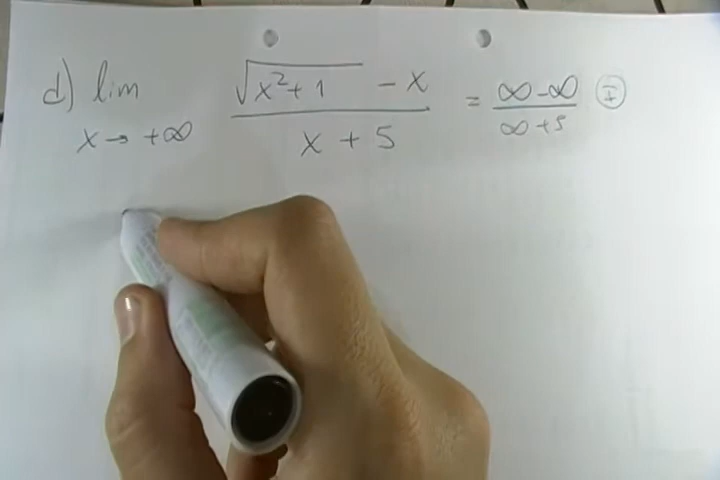 d) lim x→+∞ (√(x²+1) - x)/(x + 5) = (∞-∞)/(∞+5) Ⓘ